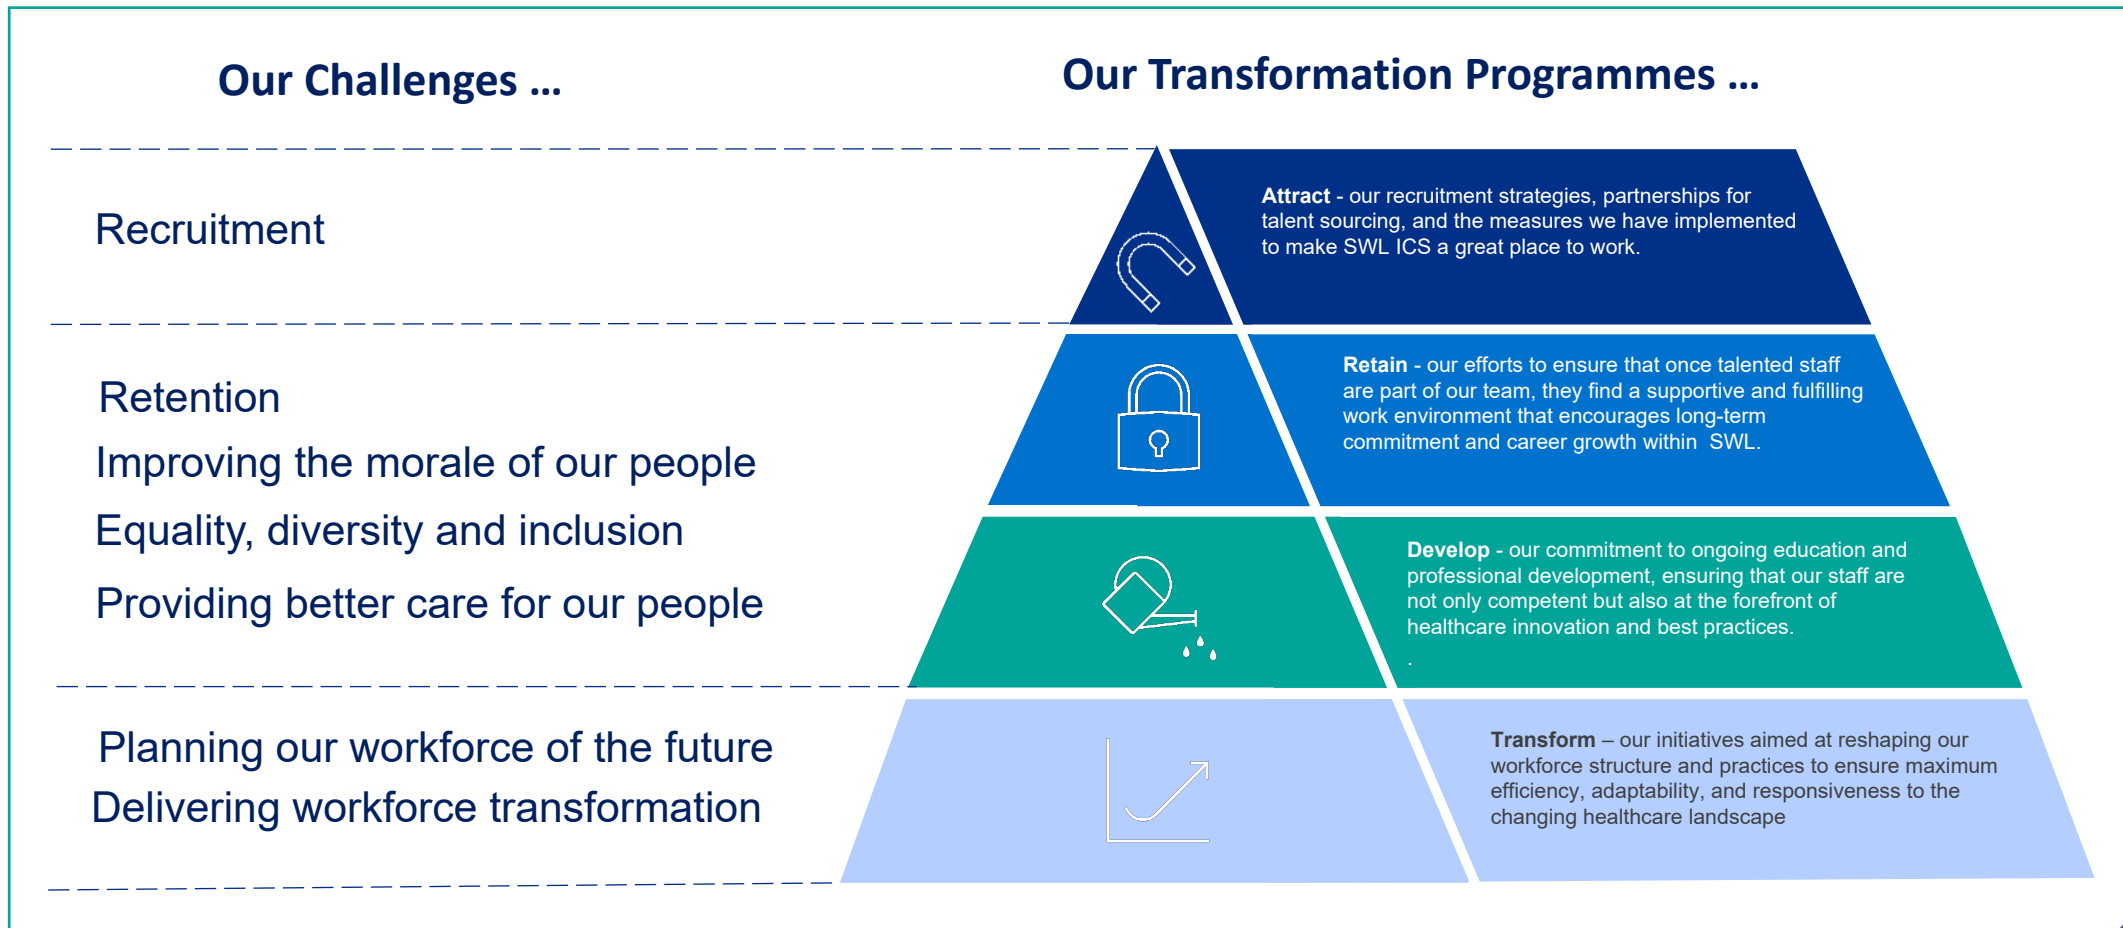 Our Challenges ...
Our Transformation Programmes ...
Recruitment
Attract - our recruitment strategies, partnerships for
talent sourcing, and the measures we have implemented
to make SWL ICS a great place to work.
Retention
Improving the morale of our people
Equality, diversity and inclusion
Providing better care for our people
Retain - our efforts to ensure that once talented staff
are part of our team, they find a supportive and fulfilling
work environment that encourages long-term
commitment and career growth within  SWL.
Develop - our commitment to ongoing education and
professional development, ensuring that our staff are
not only competent but also at the forefront of
healthcare innovation and best practices.
.
Planning our workforce of the future
Delivering workforce transformation
Transform – our initiatives aimed at reshaping our
workforce structure and practices to ensure maximum
efficiency, adaptability, and responsiveness to the
changing healthcare landscape